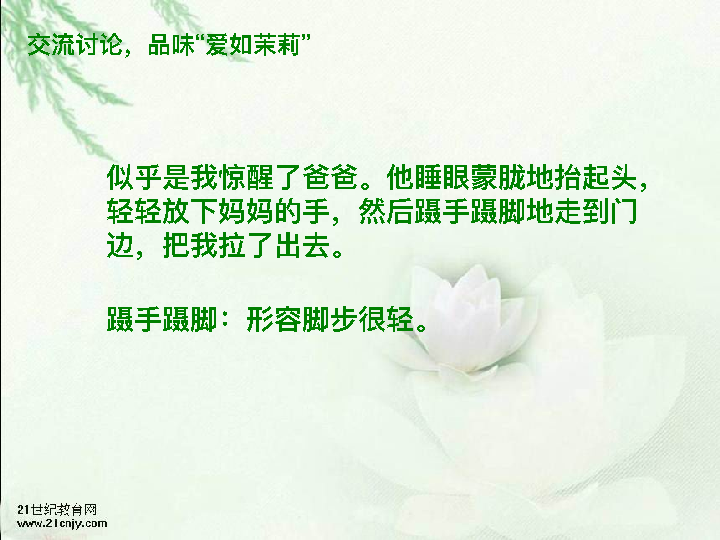 交流讨论，品味“爱如茉莉”
似乎是我惊醒了爸爸。他睡眼蒙胧地抬起头，
轻轻放下妈妈的手，然后蹑手蹑脚地走到门
边，把我拉了出去。
蹑手蹑脚：形容脚步很轻。
21世纪教育网
www.21cnjy.com